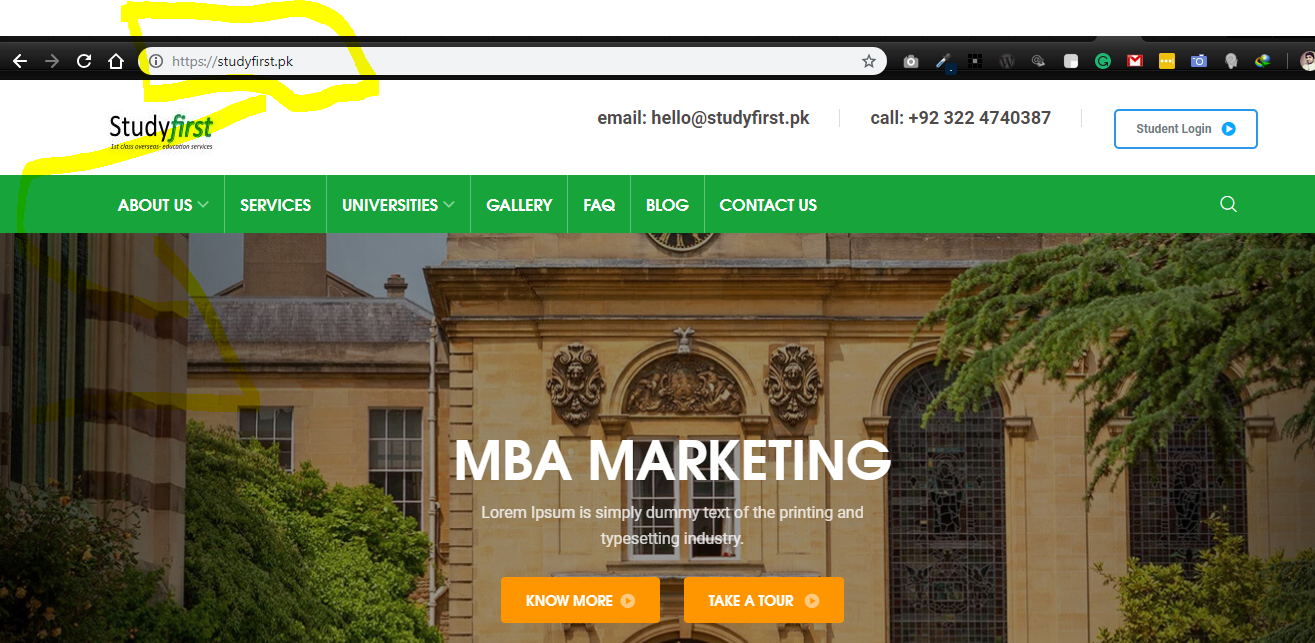 https://studyfirst.pk
Studyfirst
1st class overseas- education services
email: hello@studyfirst.pk
call: +92 322 4740387
Student Login
ABOUT US
SERVICES
UNIVERSITIES
GALLERY
FAQ
BLOG
CONTACT US
MBA MARKETING
Lorem Ipsum is simply dummy text of the printing and
typesetting industry.
KNOW MORE
TAKE A TOUR